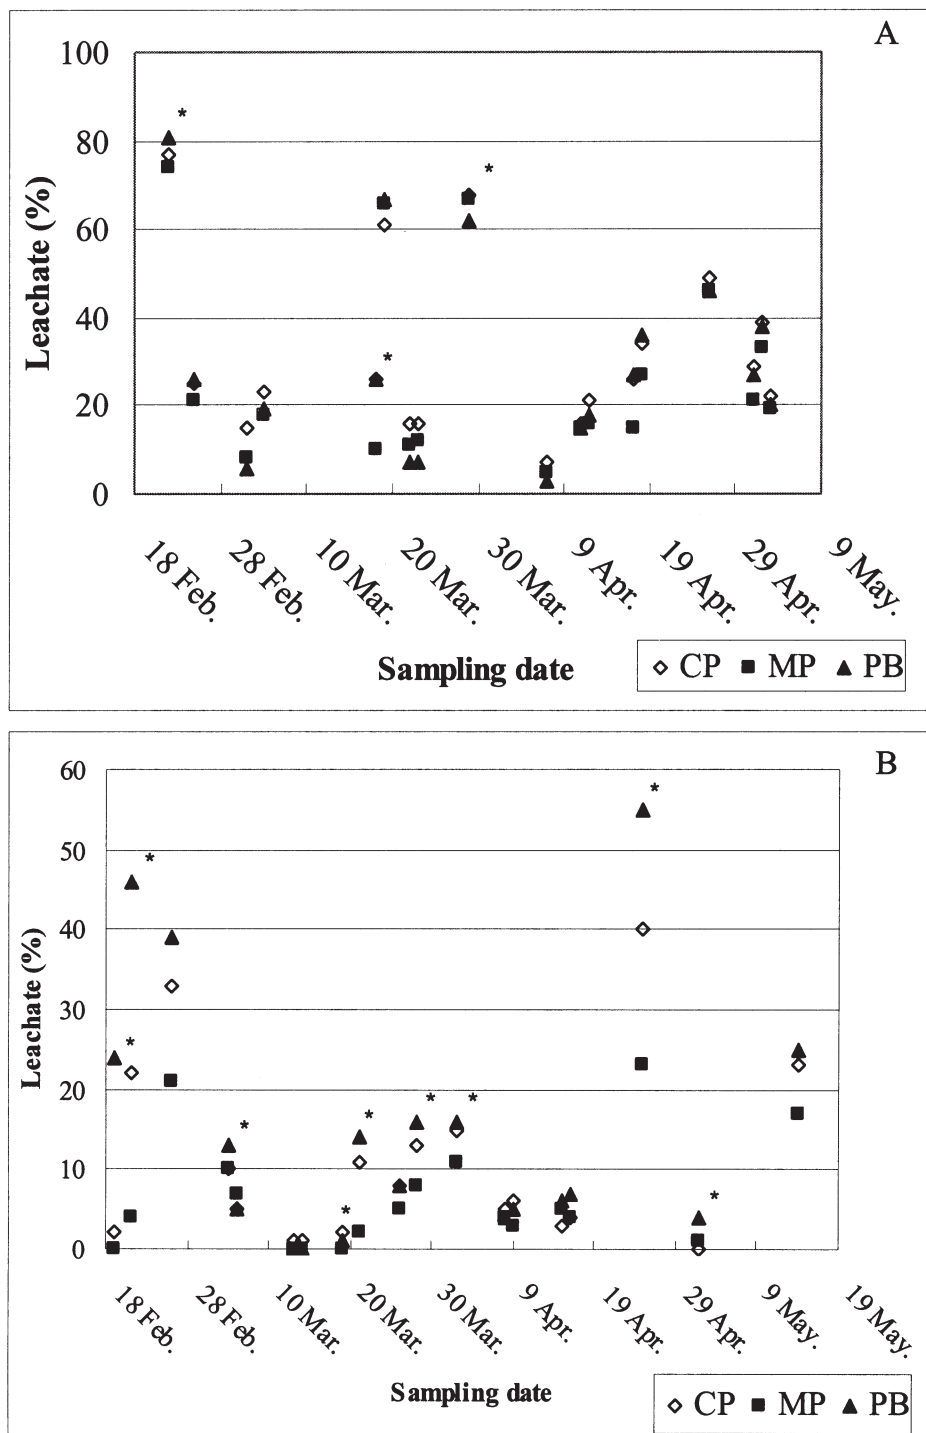 A
100
80
60
40
20
0
Leachate (%)
*
*
*
18 Feb.
28 Feb.
10 Mar.
20 Mar.
30 Mar.
9 Apr.
19 Apr.
29 Apr.
9 May.
Sampling date
CP MP PB
B
60
50
40
30
20
10
0
Leachate (%)
*
*
*
*
*
*
*
*
*
18 Feb.
28 Feb.
10 Mar.
20 Mar.
30 Mar.
9 Apr.
19 Apr.
29 Apr.
9 May.
19 May.
Sampling date
CP MP PB